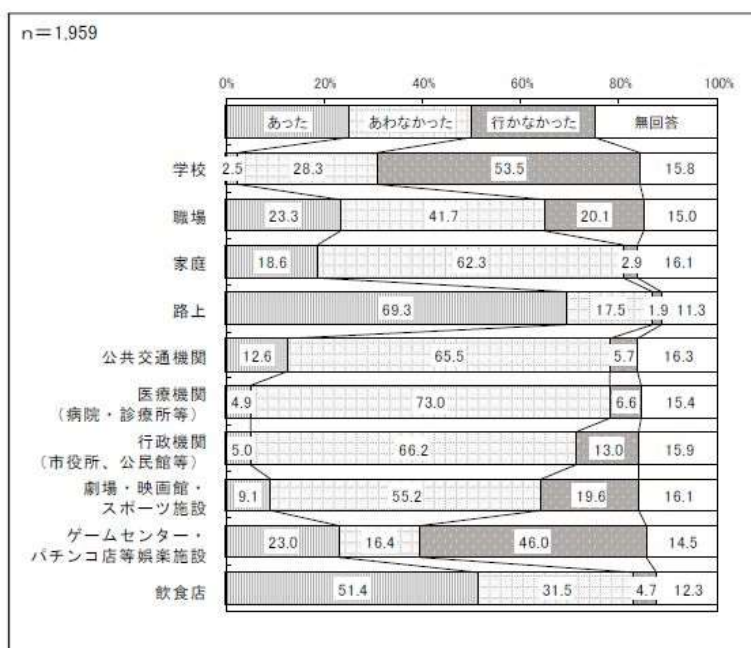 n＝1,959
0% 20% 40% 60% 80% 100%
あった あわなかった 行かなかった 無回答
学校 2.5 28.3 53.5 15.8
職場 23.3 41.7 20.1 15.0
家庭 18.6 62.3 2.9 16.1
路上 69.3 17.5 1.9 11.3
公共交通機関 12.6 65.5 5.7 16.3
医療機関
（病院・診療所等） 4.9 73.0 6.6 15.4
行政機関
（市役所、公民館等） 5.0 66.2 13.0 15.9
劇場・映画館・
スポーツ施設 9.1 55.2 19.6 16.1
ゲームセンター・
パチンコ店等娯楽施設 23.0 16.4 46.0 14.5
飲食店 51.4 31.5 4.7 12.3